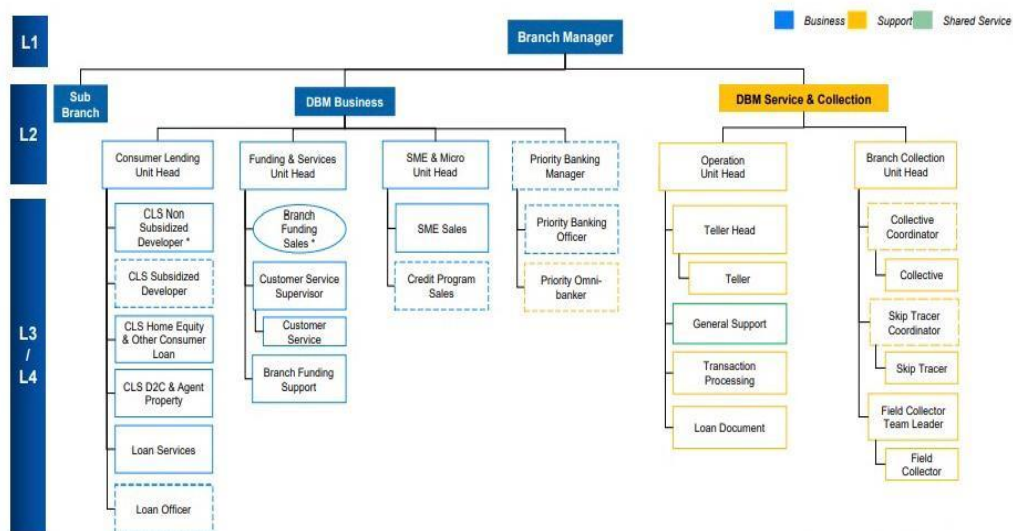 Business
Support
Shared Service
L1
Branch Manager
L2
Sub
Branch
DBM Business
DBM Service & Collection
Consumer Lending
Unit Head
Funding & Services
Unit Head
SME & Micro
Unit Head
Priority Banking
Manager
Operation
Unit Head
Branch Collection
Unit Head
L3
/
L4
CLS Non
Subsidized
Developer *
CLS Subsidized
Developer
CLS Home Equity
& Other Consumer
Loan
CLS D2C & Agent
Property
Loan Services
Loan Officer
Branch
Funding
Sales *
Customer Service
Supervisor
Customer
Service
Branch Funding
Support
SME Sales
Credit Program
Sales
Priority Banking
Officer
Priority Omni-
banker
Teller Head
Teller
General Support
Transaction
Processing
Loan Document
Collective
Coordinator
Collective
Skip Tracer
Coordinator
Skip Tracer
Field Collector
Team Leader
Field
Collector